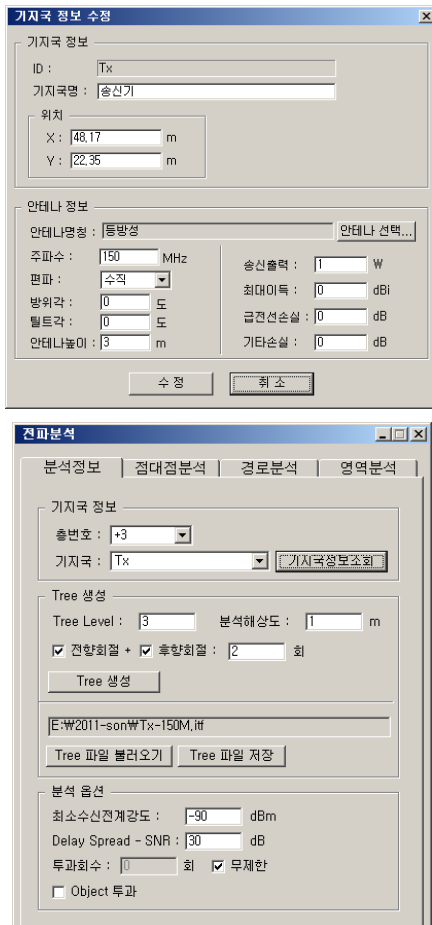 기지국 정보 수정
기지국 정보
ID : Tx
기지국명 : 송신기
위치
X : 48,17 m
Y : 22,35 m
안테나 정보
안테나명칭 : 등방성 안테나 선택...
주파수 : 150 MHz 송신출력 : 1 W
편파 : 수직 최대이득 : 0 dBi
방위각 : 0 도 급전선손실 : 0 dB
틸트각 : 0 도 기타손실 : 0 dB
안테나높이 : 3 m
수 정 취 소
전파분석
분석정보 점대점분석 경로분석 영역분석
기지국 정보
층번호 : +3
기지국 : Tx 기지국정보조회
Tree 생성
Tree Level : 3 분석해상도 : 1 m
전향회절 + 후향회절 : 2 회
Tree 생성
E:₩2011-son₩Tx-150M.itf
Tree 파일 불러오기 Tree 파일 저장
분석 옵션
최소수신전계강도 : -90 dBm
Delay Spread - SNR : 30 dB
투과회수 : 0 회 무제한
Object 투과